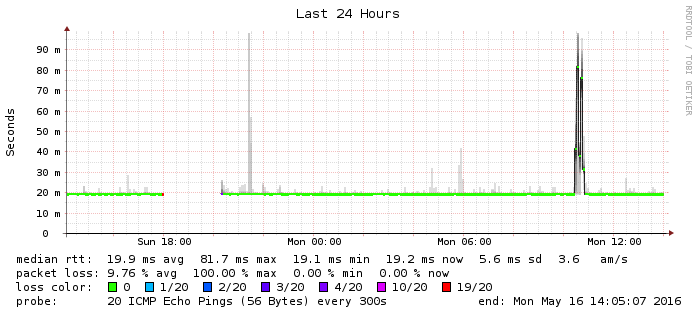 Last 24 Hours
RRDTOOL / TOBI OETIKER
Seconds
90 m
80 m
70 m
60 m
50 m
40 m
30 m
20 m
10 m
0
Sun 18:00 Mon 00:00 Mon 06:00 Mon 12:00
median rtt: 19.9 ms avg 81.7 ms max 19.1 ms min 19.2 ms now 5.6 ms sd 3.6 am/s
packet loss: 9.76 % avg 100.00 % max 0.00 % min 0.00 % now
loss color: 0 1/20 2/20 3/20 4/20 10/20 19/20
probe: 20 ICMP Echo Pings (56 Bytes) every 300s end: Mon May 16 14:05:07 2016